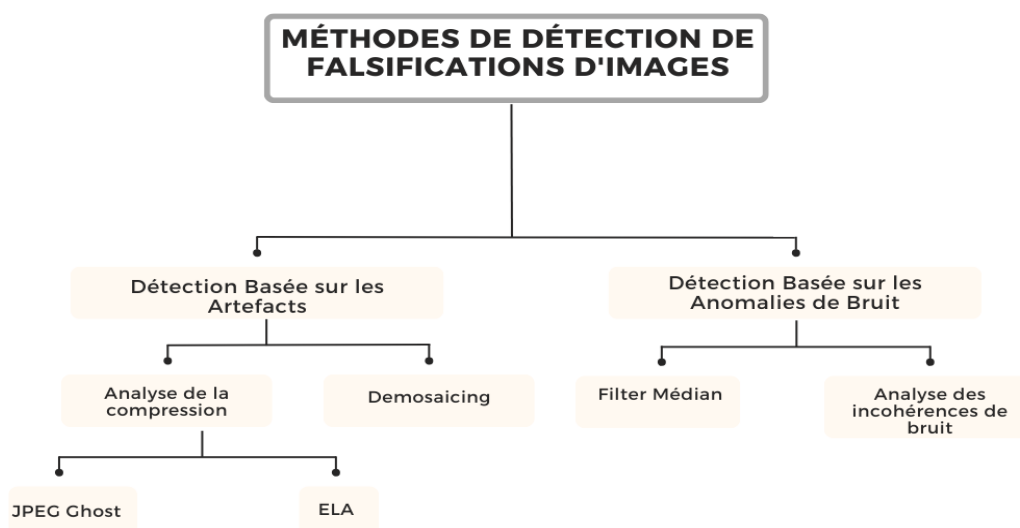 MÉTHODES DE DÉTECTION DE
FALSIFICATIONS D'IMAGES
Détection Basée sur les
Artefacts
Détection Basée sur les
Anomalies de Bruit
Analyse de la
compression
Demosaicing
Filter Médian
Analyse des
incohérences de
bruit
JPEG Ghost
ELA